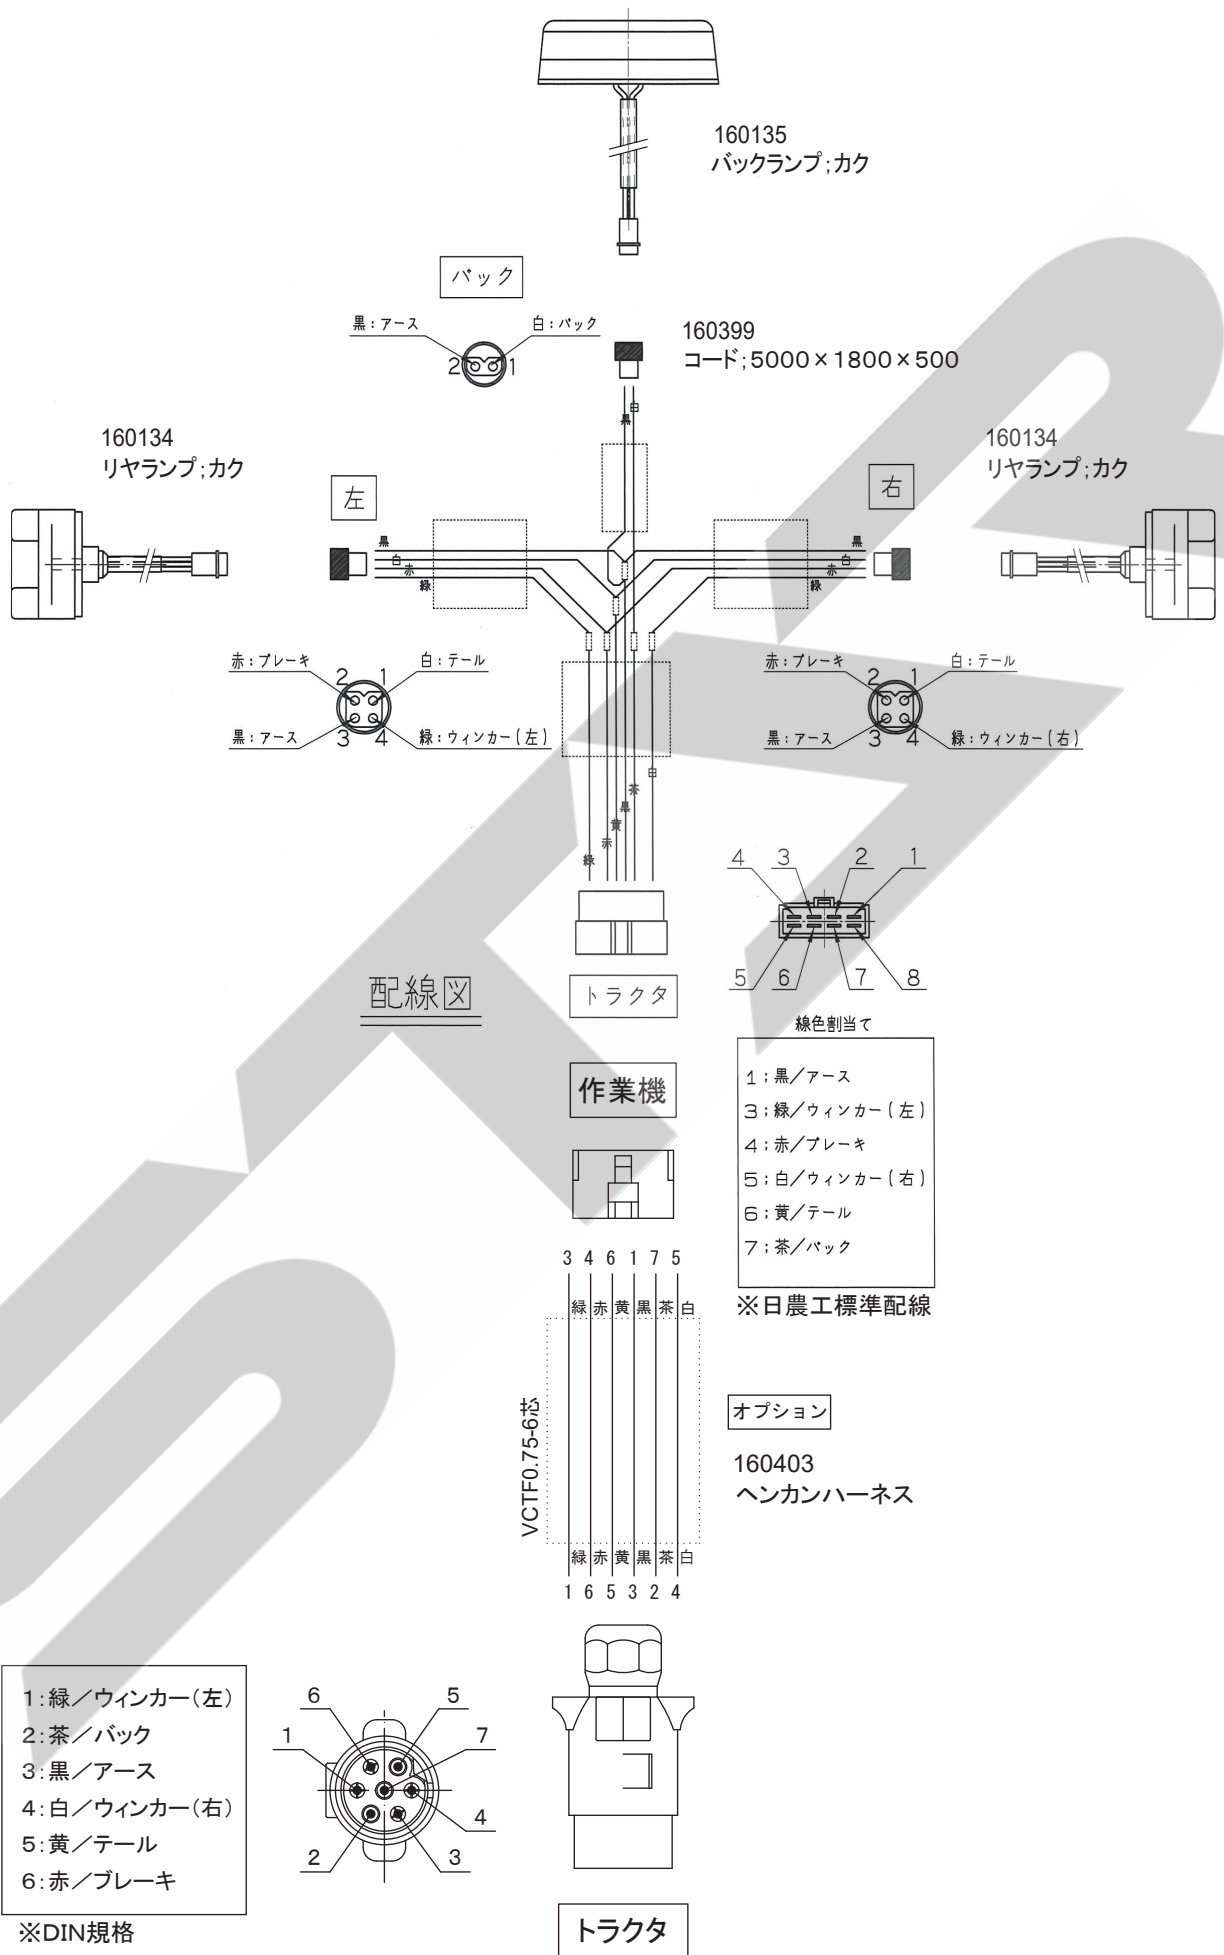 160135
バックランプ;カク
バック
黒:アース
白:バック
2
1
160399
コード;5000×1800×500
黒
白
160134
リヤランプ;カク
160134
リヤランプ;カク
左
右
黒
白
赤
緑
黒
白
赤
緑
赤:ブレーキ
白:テール
2 1
3 4
黒:アース
緑:ウィンカー(左)
赤:ブレーキ
白:テール
2 1
3 4
黒:アース
緑:ウィンカー(右)
緑 赤 黄 黒 茶 白
4 3 2 1
5 6 7 8
配線図
トラクタ
線色割当て
1;黒/アース
3;緑/ウィンカー(左)
4;赤/ブレーキ
5;白/ウィンカー(右)
6;黄/テール
7;茶/バック
※日農工標準配線
作業機
3 4 6 1 7 5
緑 赤 黄 黒 茶 白
VCTF0.75-6芯
オプション
160403
ヘンカンハーネス
緑 赤 黄 黒 茶 白
1 6 5 3 2 4
1:緑/ウィンカー(左)
2:茶/バック
3:黒/アース
4:白/ウィンカー(右)
5:黄/テール
6:赤/ブレーキ
※DIN規格
6 5
1 7
4
2 3
トラクタ
STAR